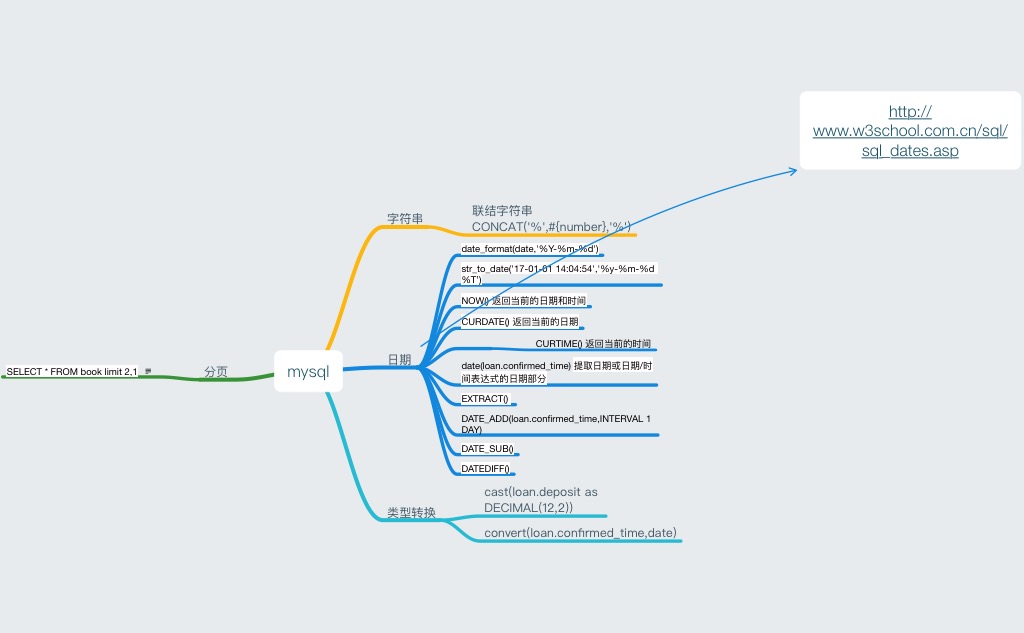 http://
www.w3school.com.cn/sql/
sql_dates.asp
字符串
联结字符串
CONCAT('%',#{number},'%')
date_format(date,'%Y-%m-%d')
str_to_date('17-01-01 14:04:54','%y-%m-%d
%T')
NOW() 返回当前的日期和时间
CURDATE() 返回当前的日期
CURTIME() 返回当前的时间
日期
date(loan.confirmed_time) 提取日期或日期/时
间表达式的日期部分
SELECT * FROM book limit 2,1
分页
mysql
EXTRACT()
DATE_ADD(loan.confirmed_time,INTERVAL 1
DAY)
DATE_SUB()
DATEDIFF()
类型转换
cast(loan.deposit as
DECIMAL(12,2))
convert(loan.confirmed_time,date)